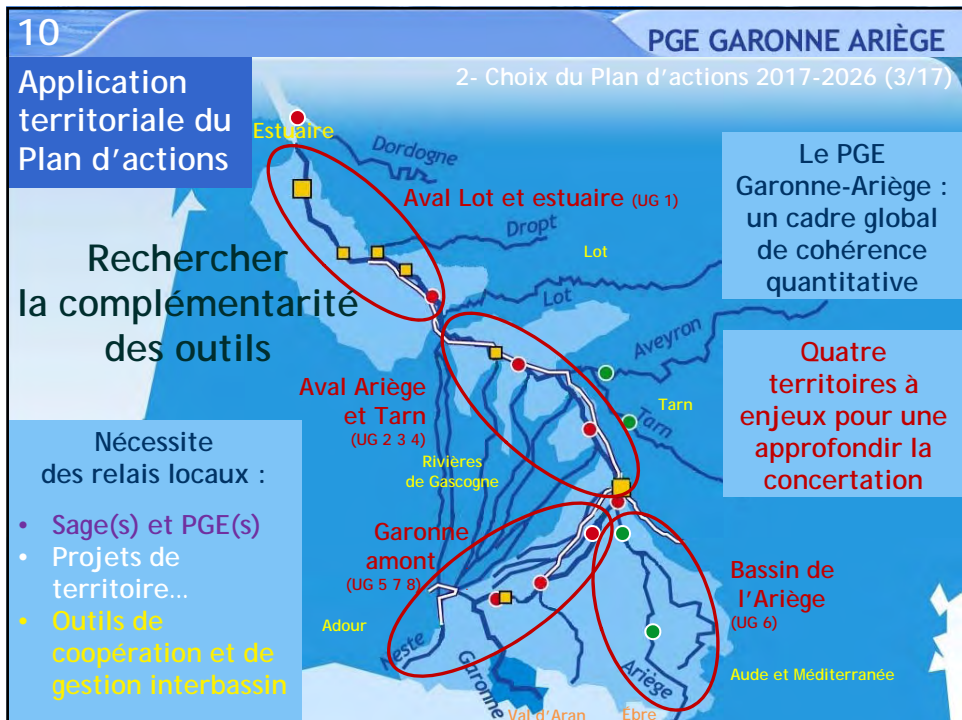 10
PGE GARONNE ARIÈGE
2- Choix du Plan d'actions 2017-2026 (3/17)
Application
territoriale du
Plan d'actions
Estuaire
Dordogne
Aval Lot et estuaire (UG 1)
Dropt
Lot
Lot
Aveyron
Rechercher
la complémentarité
des outils
Le PGE
Garonne-Ariège :
un cadre global
de cohérence
quantitative
Aval Ariège
et Tarn
(UG 2 3 4)
Tarn
Tarn
Rivières
de Gascogne
Quatre
territoires à
enjeux pour une
approfondir la
concertation
Nécessite
des relais locaux :
• Sage(s) et PGE(s)
• Projets de
territoire…
• Outils de
coopération et de
gestion interbassin
Garonne
amont
(UG 5 7 8)
Adour
Neste
Garonne
Val d'Aran
Ebre
Ariège
Bassin de
l'Ariège
(UG 6)
Aude et Méditerranée